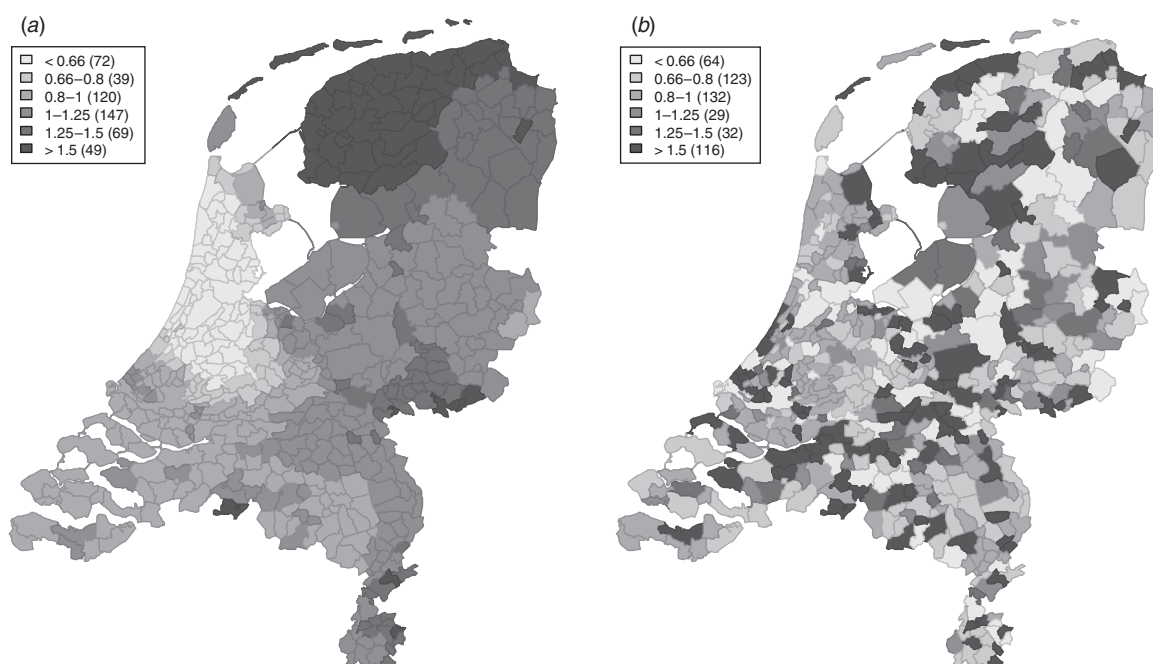 (a)
< 0.66 (72)
0.66–0.8 (39)
0.8–1 (120)
1–1.25 (147)
1.25–1.5 (69)
> 1.5 (49)
(b)
< 0.66 (64)
0.66–0.8 (123)
0.8–1 (132)
1–1.25 (29)
1.25–1.5 (32)
> 1.5 (116)